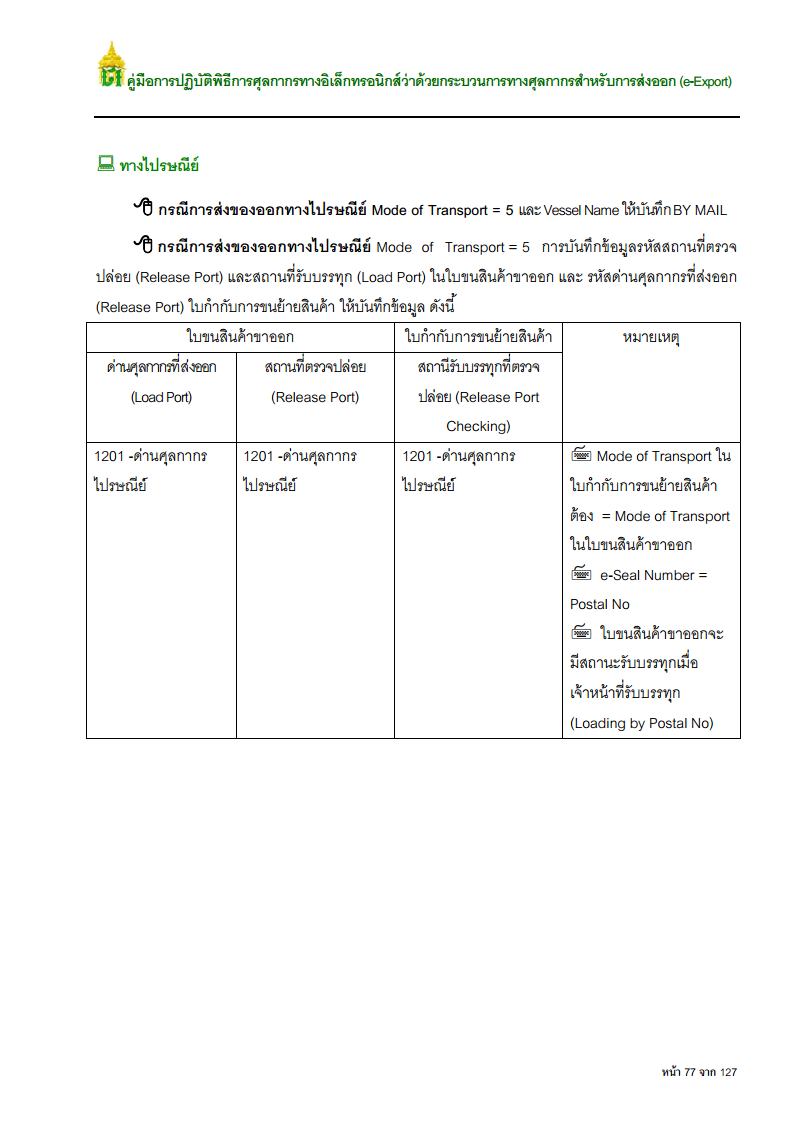 คู่มือการปฏิบัติพิธีการศุลกากรทางอิเล็กทรอนิกส์ว่าด้วยกระบวนการทางศุลกากรสำหรับการส่งออก (e-Export)
ทางไปรษณีย์
กรณีการส่งของออกทางไปรษณีย์ Mode of Transport = 5 และ Vessel Name ให้บันทึก BY MAIL
กรณีการส่งของออกทางไปรษณีย์ Mode of Transport = 5 การบันทึกข้อมูลรหัสสถานที่ตรวจ
ปล่อย (Release Port) และสถานที่รับบรรทุก (Load Port) ในใบขนสินค้าขาออก และ รหัสด่านศุลกากรที่ส่งออก
(Release Port) ใบกำกับการขนย้ายสินค้า ให้บันทึกข้อมูล ดังนี้
ใบขนสินค้าขาออก
ใบกำกับการขนย้ายสินค้า
หมายเหตุ
ด่านศุลกากรที่ส่งออก
(Load Port)
สถานที่ตรวจปล่อย
(Release Port)
สถานีรับบรรทุกที่ตรวจ
ปล่อย (Release Port
Checking)
1201 -ด่านศุลกากร
ไปรษณีย์
1201 -ด่านศุลกากร
ไปรษณีย์
1201 -ด่านศุลกากร
ไปรษณีย์
Mode of Transport ใน
ใบกำกับการขนย้ายสินค้า
ต้อง = Mode of Transport
ในใบขนสินค้าขาออก
e-Seal Number =
Postal No
ใบขนสินค้าขาออกจะ
มีสถานะรับบรรทุกเมื่อ
เจ้าหน้าที่รับบรรทุก
(Loading by Postal No)
หน้า 77 จาก 127